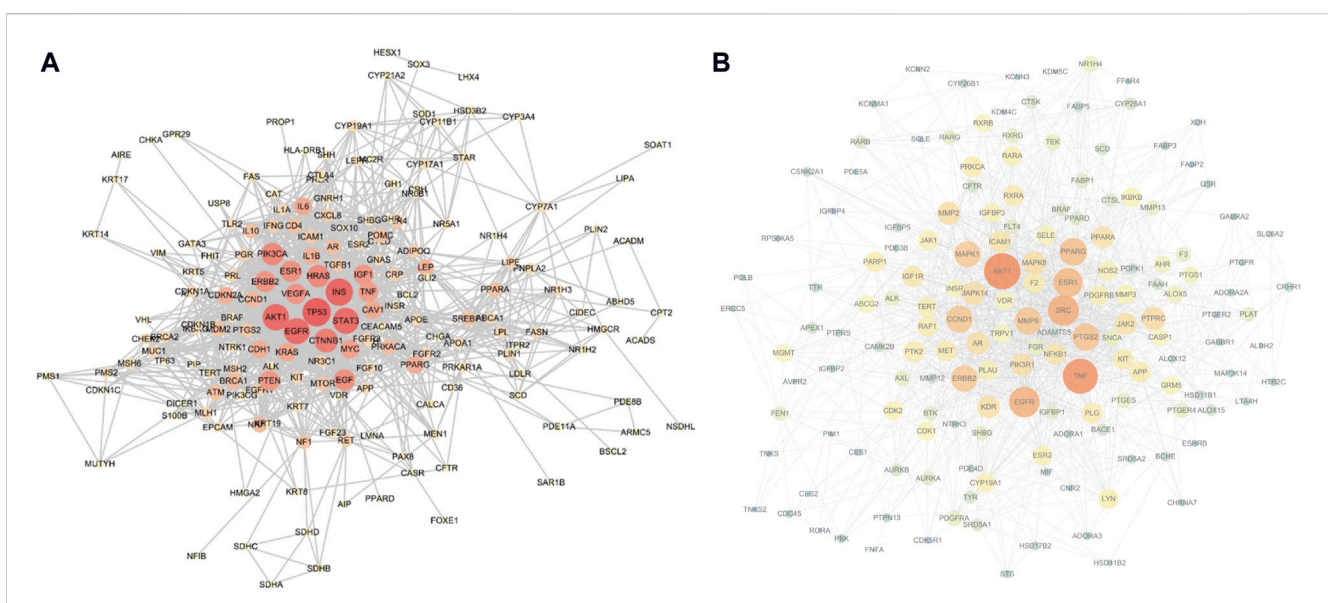 A
B
HESX1
SOX3
LHX4
CYP21A2
SOD1
HSD3B2
CYP11B1
CYP3A4
PROP1
CYP19A1
GPR29
CHKA
AIRE
HLA-DRB1
SHH
MC2R
CYP17A1
STAR
SOAT1
KRT17
FAS
CTLA4
LIPA
USP8
CAT
GNRH1
GH1
NR0B1
CYP7A1
IL6
IL1A
CXCL8
SHBG
NR5A1
KRT14
TLR2
IFNG
CD4
SOX10
PLIN2
GATA3
IL10
ICAM1
POMC
NR1H4
ACADM
VIM
FHIT
PGR
PIK3CA
AR
ESR2
ADIPOQ
LIPE
KRT5
IL1B
GNAS
PNPLA2
PRL
ESR1
HRAS
TGFB1
IGF1
CRP
LEP
GLI2
CDKN1A
ERBB2
PPARA
NR1H3
CDKN2A
VEGFA
INS
TNF
BCL2
ABHD5
VHL
CCND1
INSR
CIDEC
CPT2
BRAF
AKT1
TP53
STAT3
CAV1
APOE
CDKN1B
PTGS2
EGFR
CEACAM5
LPL
FASN
HMGCR
CHGA
APOA1
ACADS
MUC1
NTRK1
CTNNB1
FGFR3
PLIN1
NR1H2
MSH6
TP63
CDH1
KRAS
MYC
PRKACA
PMS2
PIP
MSH2
NR3C1
FGFR2
PPARG
PRKAR1A
LDLR
PMS1
TERT
ALK
FGF10
CD36
SCD
CDKN1C
BRCA1
PTEN
KIT
EGF
APP
ITPR2
DICER1
ATM
PIK3CG
MTOR
VDR
S100B
MLH1
KRT7
CALCA
PDE8B
EPCAM
KRT19
FGF23
LMNA
MEN1
PDE11A
ARMC5
NSDHL
NF1
RET
PAX8
BSCL2
MUTYH
CASR
CFTR
HMGA2
KRT8
AIP
PPARD
SAR1B
FOXE1
SDHD
NFIB
SDHC
SDHB
SDHA
KCNN2
KCNN3
KDM5C
NR1H4
CYP26B1
FFAR4
KCNMA1
KDM4C
CTSK
FABP5
CYP26A1
RXRB
RARB
SQLE
RARG
RXRG
TEK
XDH
SCD
FABP3
PRKCA
RARA
CSNK2A1
PDE5A
CFTR
FABP1
FABP2
RXRA
CTSL
IKBKB
GSR
IGFBP4
MMP2
IGFBP3
BRAF
MMP13
GABRA2
IGFBP5
FLT4
PPARD
RPS6KA5
JAK1
ICAM1
SELE
PPARA
SLC6A2
PDE3B
MAPK1
PPARG
F3
PARP1
MAPK8
NOS2
AHR
PTGFR
POLB
IGF1R
AKT1
PDPK1
PTGS1
TTR
INSR
F2
ESR1
FAAH
CRHR1
ALK
MAPK14
PDGFRB
ALOX5
ADORA2A
ERCC5
ABCG2
TERT
VDR
MMP3
PLAT
CCND1
MMP9
SRC
PTPRC
PTGER2
APEX1
PTPRS
RAF1
TRPV1
JAK2
AR
ADAMTS5
PTGS2
SNCA
CASP1
GABBR1
CAMK2B
FGR
ALBH2
MGMT
PTK2
MET
NFKB1
ALOX12
PIK3R1
KIT
IGFBP2
PLAU
APP
MAP3K14
AXL
MMP12
ERBB2
TNF
AVPR2
GRM5
HTR2C
CDK2
EGFR
HSD11B1
KDR
IGFBP1
PTGES
LTA4H
FEN1
BTK
PLG
PTGER4
ALOX15
CDK1
NTRK3
BACE1
PIM1
SHBG
ADORA1
ESRRB
TNKS
CES1
ESR2
SRD5A2
BCHE
AURKB
PDE4D
MIF
AURKA
CYP19A1
CNR2
CES2
TYR
LYN
CHRNA7
TNKS2
CDC45
PTPN13
PDGFRA
SRD5A1
RORA
ADORA3
PBK
FNTA
CDK5R1
HSD17B2
HSD11B2
STS